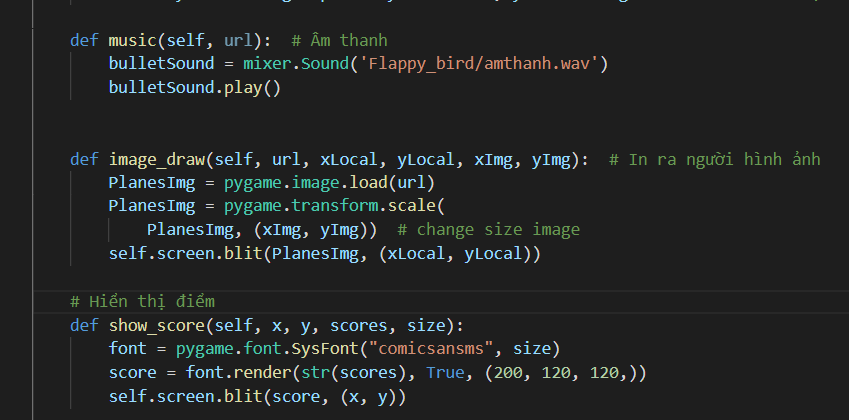 def music(self, url):  # Âm thanh
bulletSound = mixer.Sound('Flappy_bird/amthanh.wav')
bulletSound.play()
def image_draw(self, url, xLocal, yLocal, xImg, yImg):  # In ra người hình ảnh
PlanesImg = pygame.image.load(url)
PlanesImg = pygame.transform.scale(
PlanesImg, (xImg, yImg))  # change size image
self.screen.blit(PlanesImg, (xLocal, yLocal))
# Hiển thị điểm
def show_score(self, x, y, scores, size):
font = pygame.font.SysFont("comicsansms", size)
score = font.render(str(scores), True, (200, 120, 120,))
self.screen.blit(score, (x, y))